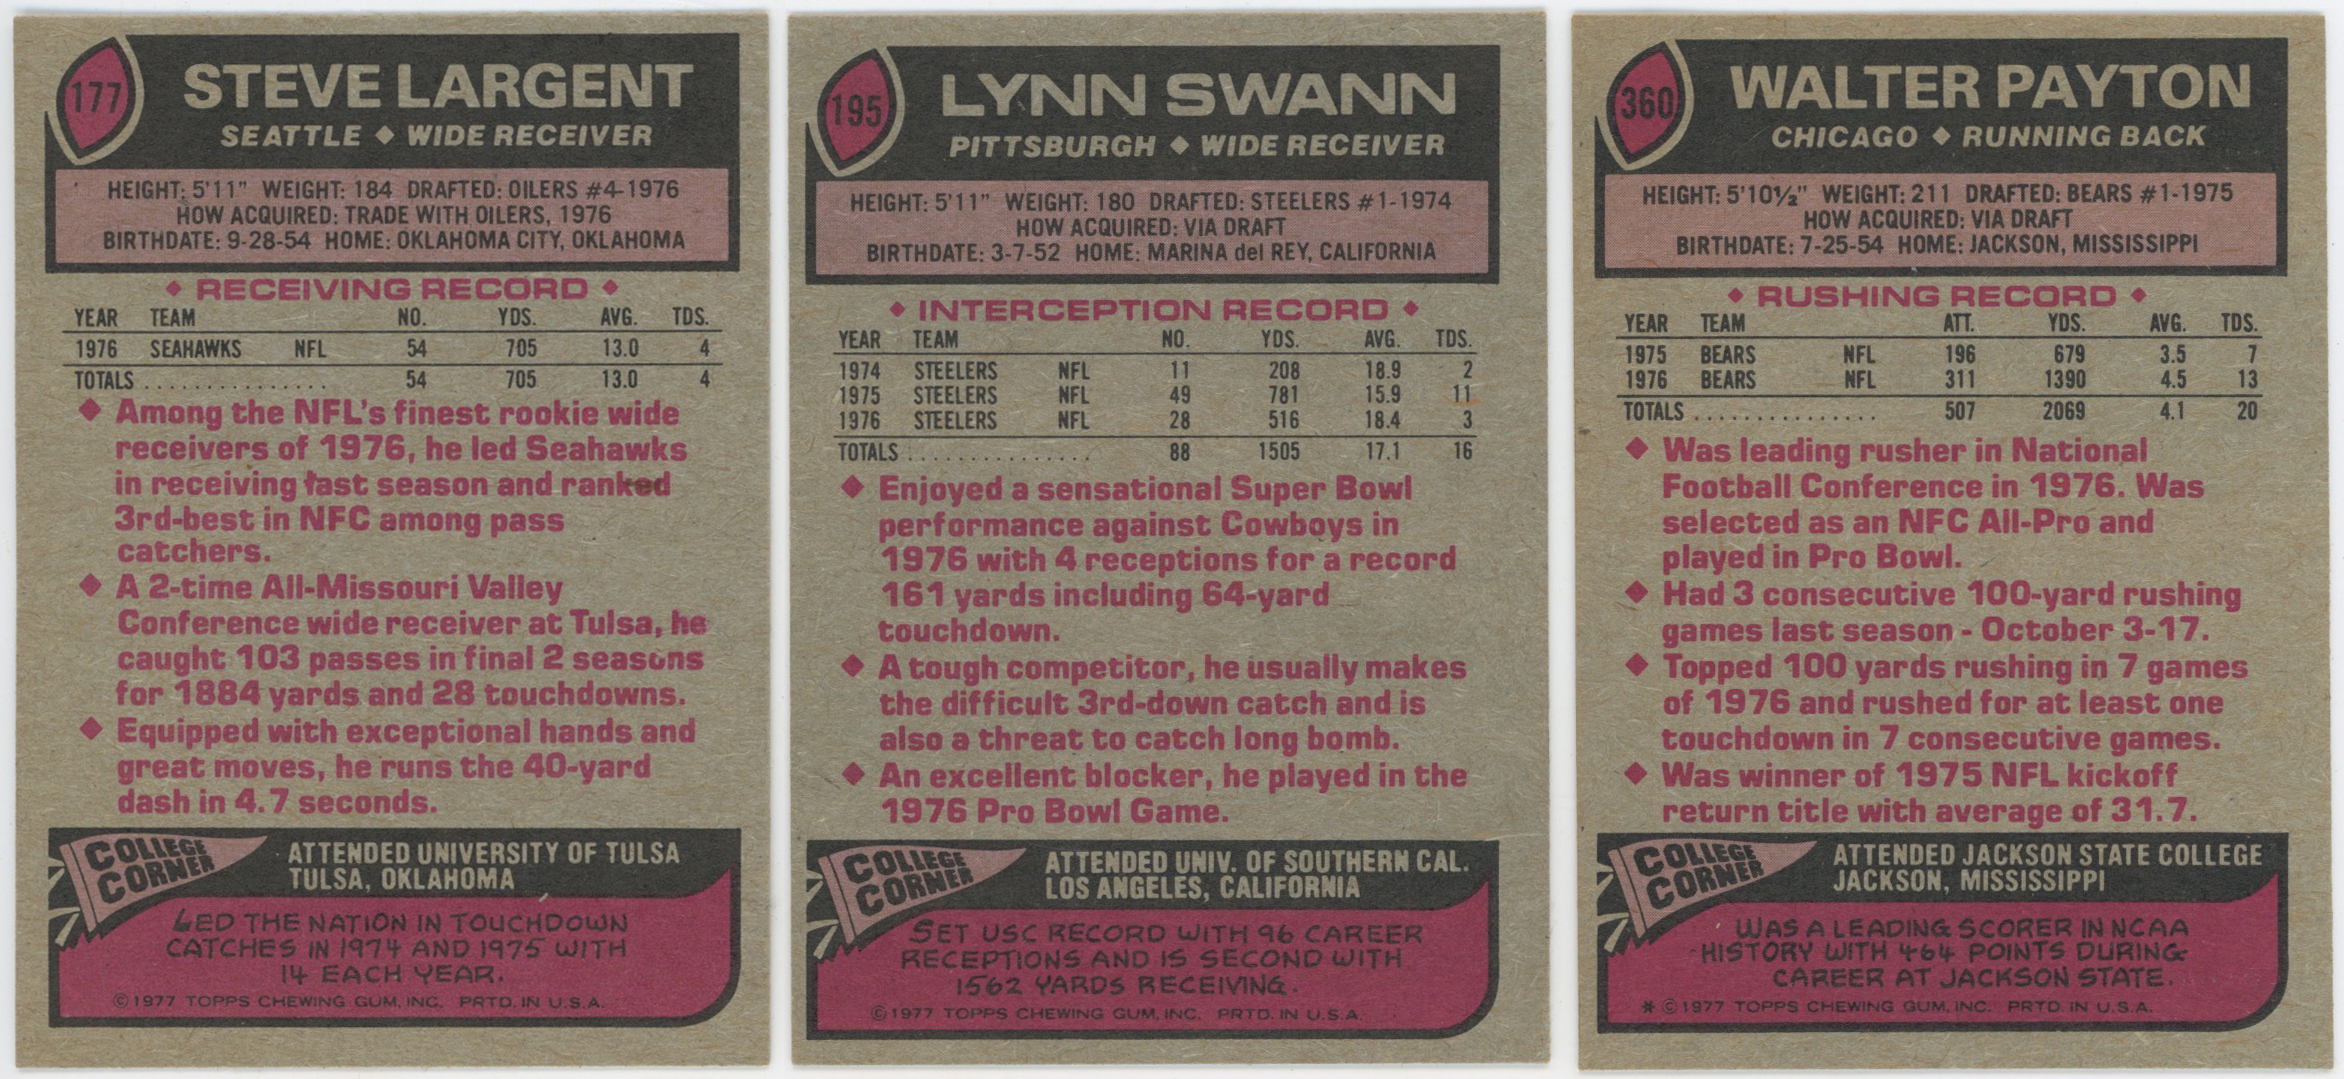 177
STEVE LARGENT
SEATTLE ◆ WIDE RECEIVER
HEIGHT: 5'11" WEIGHT: 184 DRAFTED: OILERS #4-1976
HOW ACQUIRED: TRADE WITH OILERS, 1976
BIRTHDATE: 9-28-54 HOME: OKLAHOMA CITY, OKLAHOMA
◆ RECEIVING RECORD ◆
YEAR TEAM NO. YDS. AVG. TDS.
1976 SEAHAWKS NFL 54 705 13.0 4
TOTALS ................ 54 705 13.0 4
◆ Among the NFL's finest rookie wide
receivers of 1976, he led Seahawks
in receiving last season and ranked
3rd-best in NFC among pass
catchers.
◆ A 2-time All-Missouri Valley
Conference wide receiver at Tulsa, he
caught 103 passes in final 2 seasons
for 1884 yards and 28 touchdowns.
◆ Equipped with exceptional hands and
great moves, he runs the 40-yard
dash in 4.7 seconds.
COLLEGE
CORNER
ATTENDED UNIVERSITY OF TULSA
TULSA, OKLAHOMA
LED THE NATION IN TOUCHDOWN
CATCHES IN 1974 AND 1975 WITH
14 EACH YEAR.
©1977 TOPPS CHEWING GUM, INC. PRTD. IN U.S.A.
195
LYNN SWANN
PITTSBURGH ◆ WIDE RECEIVER
HEIGHT: 5'11" WEIGHT: 180 DRAFTED: STEELERS #1-1974
HOW ACQUIRED: VIA DRAFT
BIRTHDATE: 3-7-52 HOME: MARINA del REY, CALIFORNIA
◆ INTERCEPTION RECORD ◆
YEAR TEAM NO. YDS. AVG. TDS.
1974 STEELERS NFL 11 208 18.9 2
1975 STEELERS NFL 49 781 15.9 11
1976 STEELERS NFL 28 516 18.4 3
TOTALS ................ 88 1505 17.1 16
◆ Enjoyed a sensational Super Bowl
performance against Cowboys in
1976 with 4 receptions for a record
161 yards including 64-yard
touchdown.
◆ A tough competitor, he usually makes
the difficult 3rd-down catch and is
also a threat to catch long bomb.
◆ An excellent blocker, he played in the
1976 Pro Bowl Game.
COLLEGE
CORNER
ATTENDED UNIV. OF SOUTHERN CAL.
LOS ANGELES, CALIFORNIA
SET USC RECORD WITH 96 CAREER
RECEPTIONS AND IS SECOND WITH
1562 YARDS RECEIVING.
©1977 TOPPS CHEWING GUM, INC. PRTD. IN U.S.A.
360
WALTER PAYTON
CHICAGO ◆ RUNNING BACK
HEIGHT: 5'10½" WEIGHT: 211 DRAFTED: BEARS #1-1975
HOW ACQUIRED: VIA DRAFT
BIRTHDATE: 7-25-54 HOME: JACKSON, MISSISSIPPI
◆ RUSHING RECORD ◆
YEAR TEAM ATT. YDS. AVG. TDS.
1975 BEARS NFL 196 679 3.5 7
1976 BEARS NFL 311 1390 4.5 13
TOTALS ................ 507 2069 4.1 20
◆ Was leading rusher in National
Football Conference in 1976. Was
selected as an NFC All-Pro and
played in Pro Bowl.
◆ Had 3 consecutive 100-yard rushing
games last season - October 3-17.
◆ Topped 100 yards rushing in 7 games
of 1976 and rushed for at least one
touchdown in 7 consecutive games.
◆ Was winner of 1975 NFL kickoff
return title with average of 31.7.
COLLEGE
CORNER
ATTENDED JACKSON STATE COLLEGE
JACKSON, MISSISSIPPI
WAS A LEADING SCORER IN NCAA
HISTORY WITH 464 POINTS DURING
CAREER AT JACKSON STATE.
* ©1977 TOPPS CHEWING GUM, INC. PRTD. IN U.S.A.